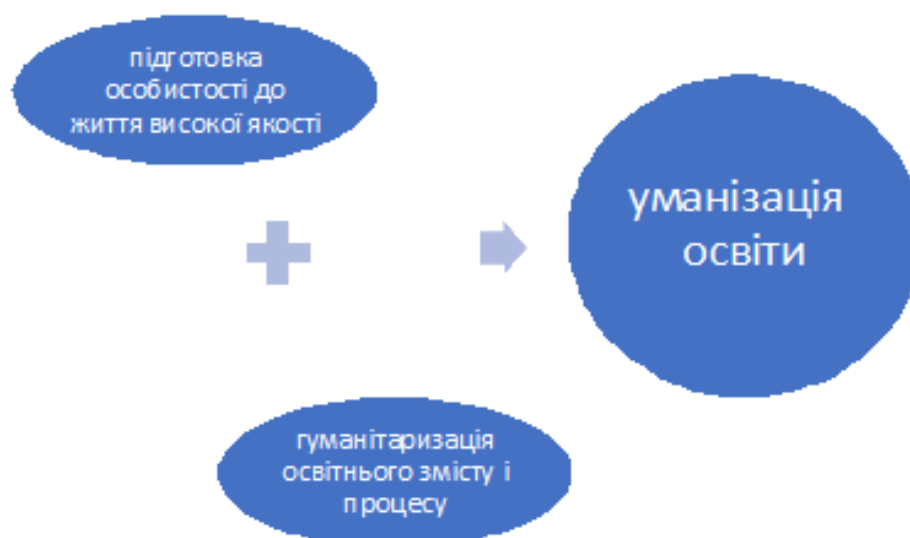 підготовка
особистості до
життя високої якості
уманізація
освіти
гуманітаризація
освітнього змісту і
процесу